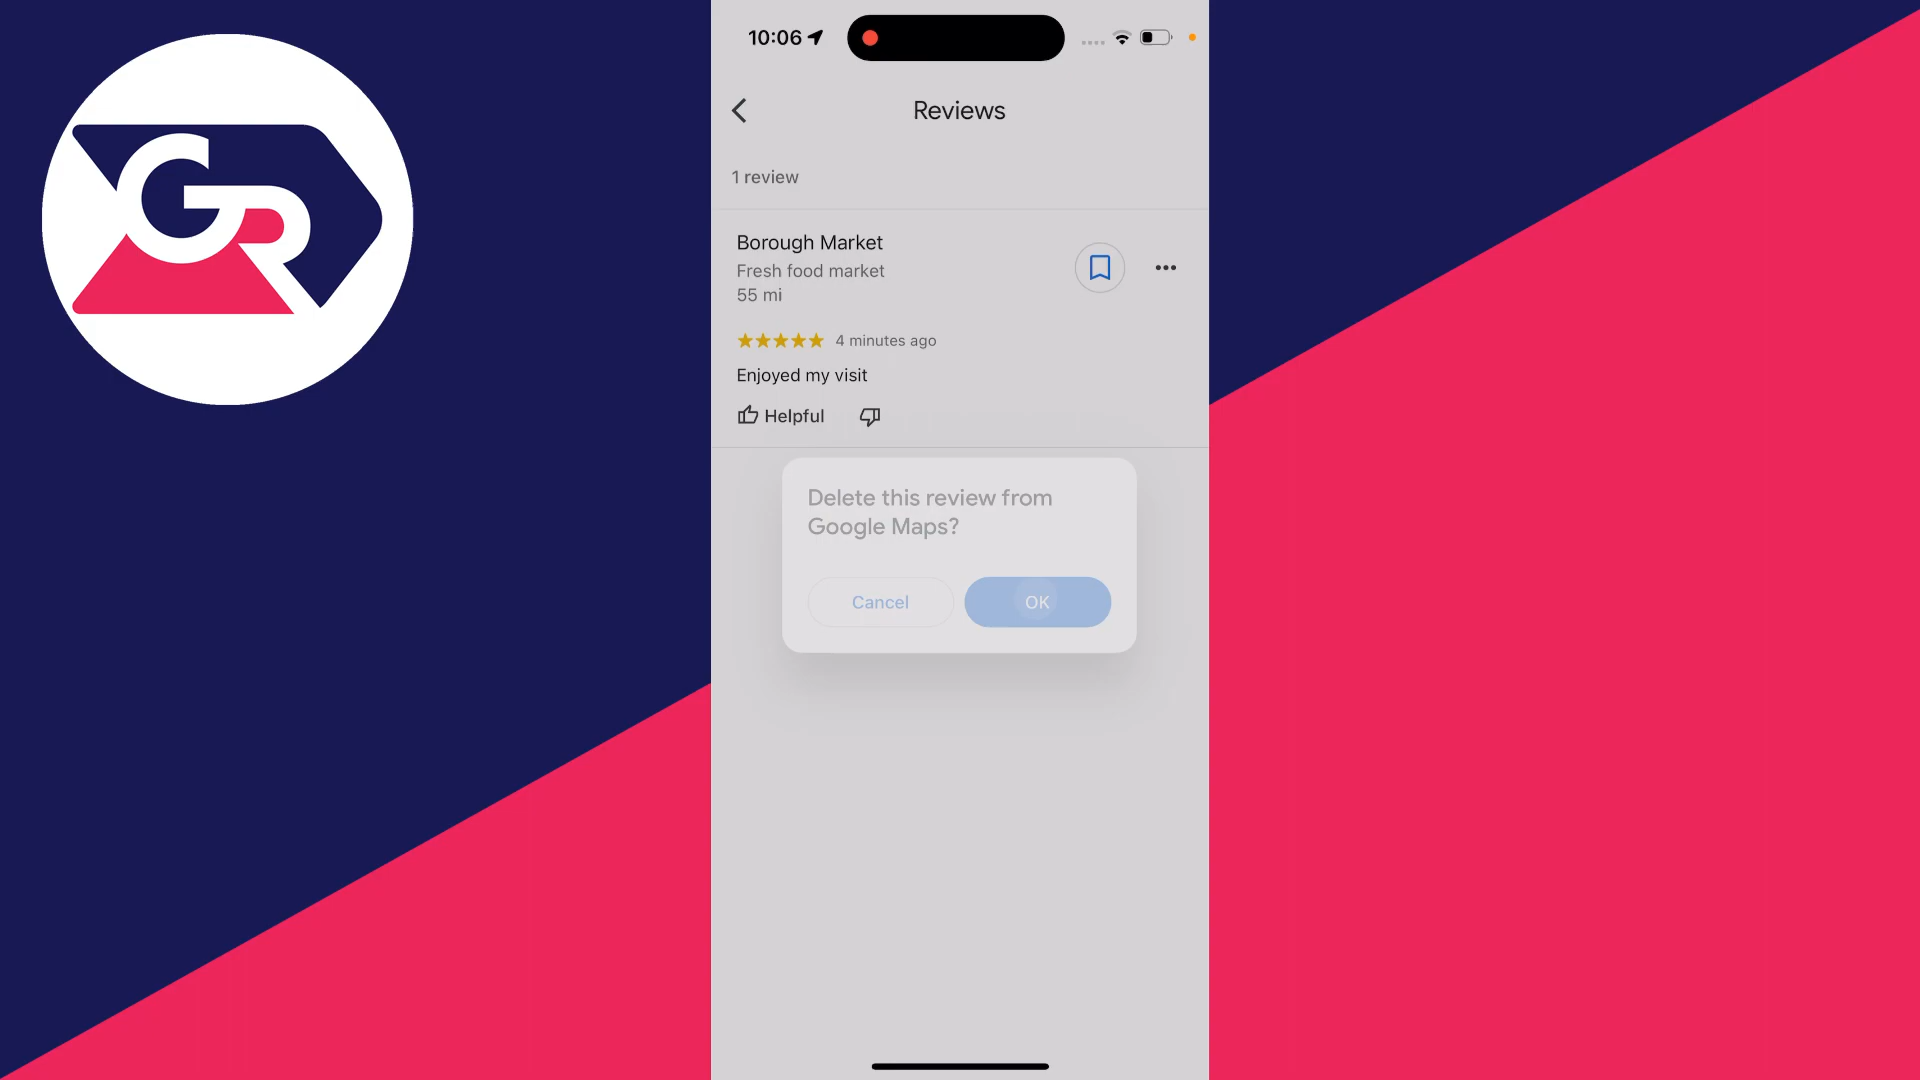 GR
10:06
Reviews
1 review
Borough Market
Fresh food market
55 mi
4 minutes ago
Enjoyed my visit
Helpful
Delete this review from
Google Maps?
Cancel OK